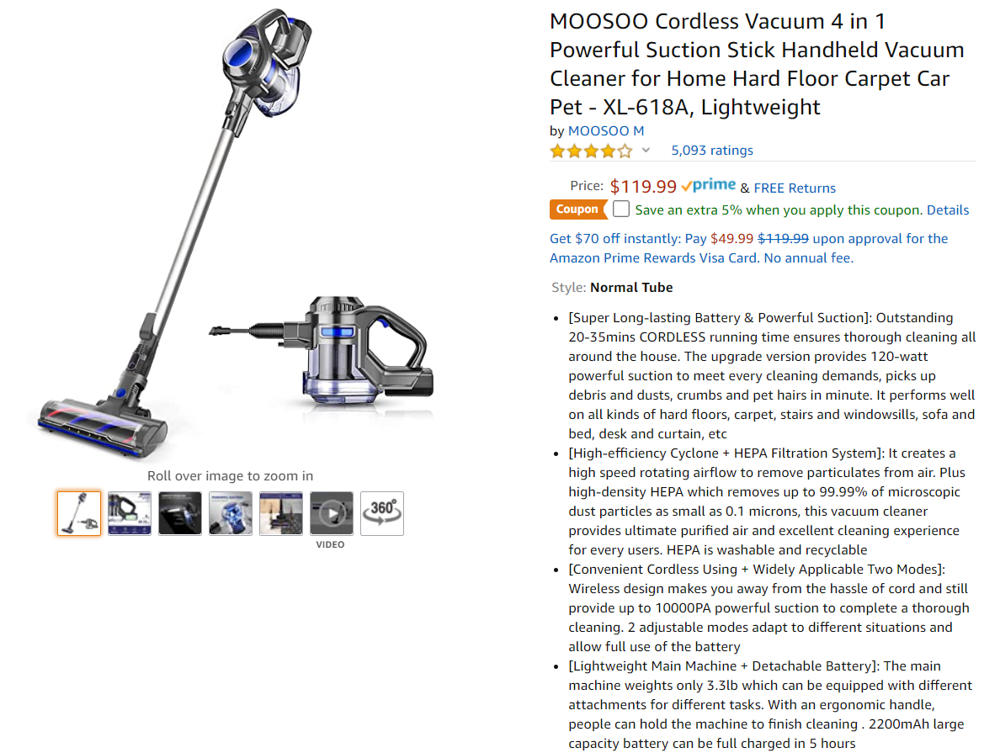 MOOSOO Cordless Vacuum 4 in 1
Powerful Suction Stick Handheld Vacuum
Cleaner for Home Hard Floor Carpet Car
Pet - XL-618A, Lightweight
by MOOSOO M
5,093 ratings
Price: $119.99 prime & FREE Returns
Coupon Save an extra 5% when you apply this coupon. Details
Get $70 off instantly: Pay $49.99 $119.99 upon approval for the
Amazon Prime Rewards Visa Card. No annual fee.
Style: Normal Tube
• [Super Long-lasting Battery & Powerful Suction]: Outstanding
20-35mins CORDLESS running time ensures thorough cleaning all
around the house. The upgrade version provides 120-watt
powerful suction to meet every cleaning demands, picks up
debris and dusts, crumbs and pet hairs in minute. It performs well
on all kinds of hard floors, carpet, stairs and windowsills, sofa and
bed, desk and curtain, etc
• [High-efficiency Cyclone + HEPA Filtration System]: It creates a
high speed rotating airflow to remove particulates from air. Plus
high-density HEPA which removes up to 99.99% of microscopic
dust particles as small as 0.1 microns, this vacuum cleaner
provides ultimate purified air and excellent cleaning experience
for every users. HEPA is washable and recyclable
• [Convenient Cordless Using + Widely Applicable Two Modes]:
Wireless design makes you away from the hassle of cord and still
provide up to 10000PA powerful suction to complete a thorough
cleaning. 2 adjustable modes adapt to different situations and
allow full use of the battery
• [Lightweight Main Machine + Detachable Battery]: The main
machine weights only 3.3lb which can be equipped with different
attachments for different tasks. With an ergonomic handle,
people can hold the machine to finish cleaning . 2200mAh large
capacity battery can be full charged in 5 hours
Roll over image to zoom in
360°
VIDEO